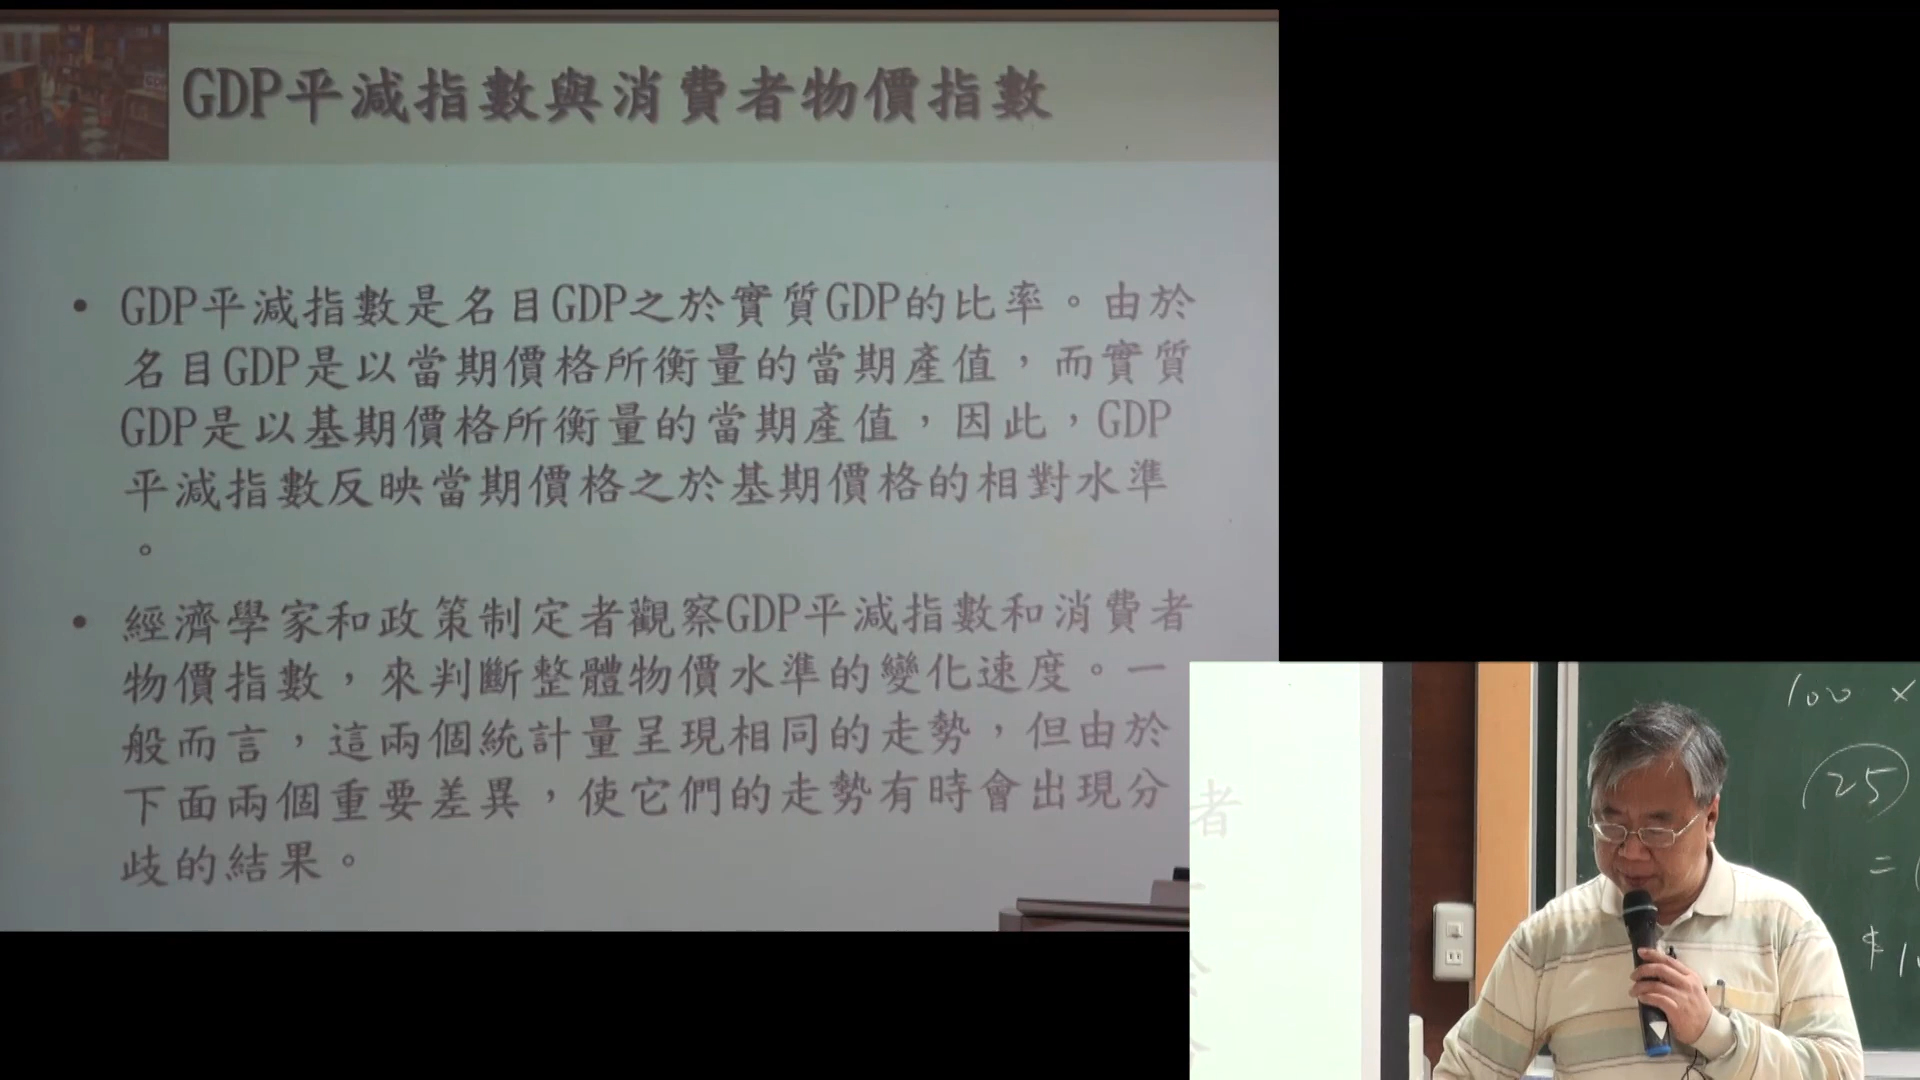 GDP平減指數與消費者物價指數
• GDP平減指數是名目GDP之於實質GDP的比率。由於
名目GDP是以當期價格所衡量的當期產值，而實質
GDP是以基期價格所衡量的當期產值，因此，GDP
平減指數反映當期價格之於基期價格的相對水準
。
• 經濟學家和政策制定者觀察GDP平減指數和消費者
物價指數，來判斷整體物價水準的變化速度。一
般而言，這兩個統計量呈現相同的走勢，但由於
下面兩個重要差異，使它們的走勢有時會出現分
歧的結果。
者
一
100 ×
25
=